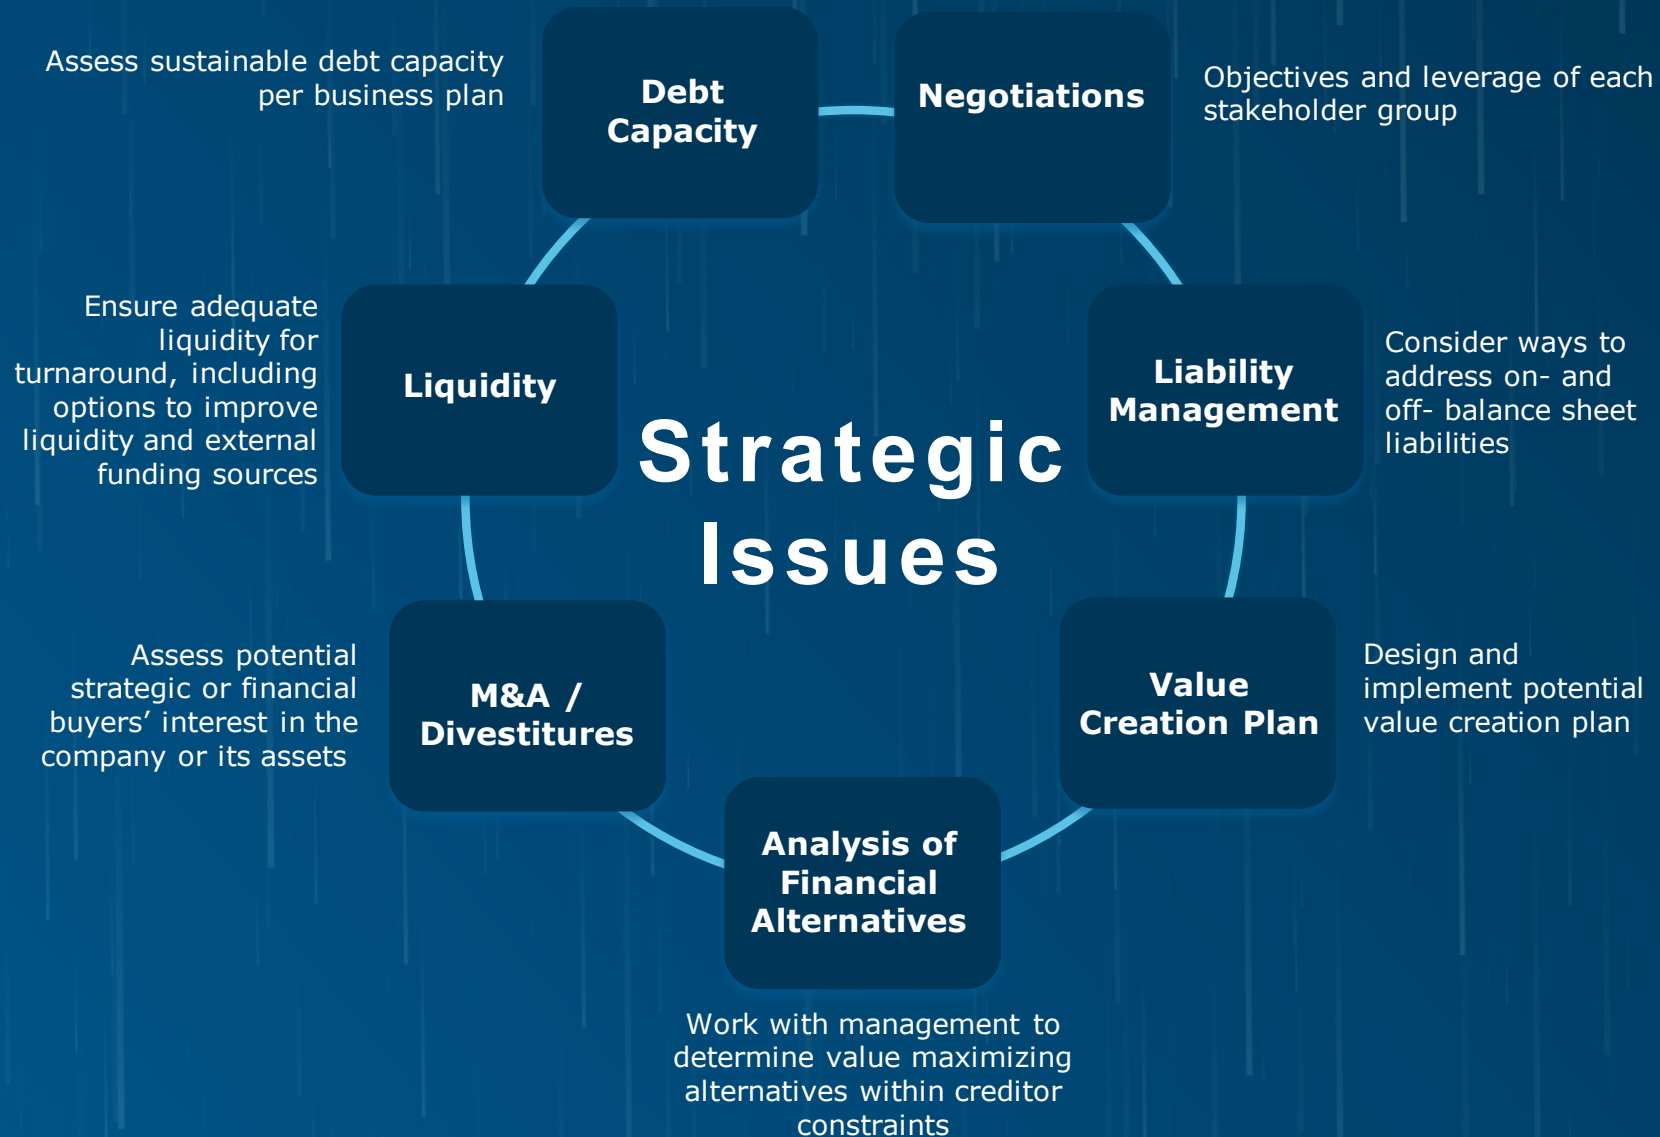 Assess sustainable debt capacity
per business plan
Debt
Capacity
Negotiations
Objectives and leverage of each
stakeholder group
Ensure adequate
liquidity for
turnaround, including
options to improve
liquidity and external
funding sources
Liquidity
Liability
Management
Consider ways to
address on- and
off- balance sheet
liabilities
Strategic
Issues
Assess potential
strategic or financial
buyers’ interest in the
company or its assets
M&A /
Divestitures
Value
Creation Plan
Design and
implement potential
value creation plan
Analysis of
Financial
Alternatives
Work with management to
determine value maximizing
alternatives within creditor
constraints